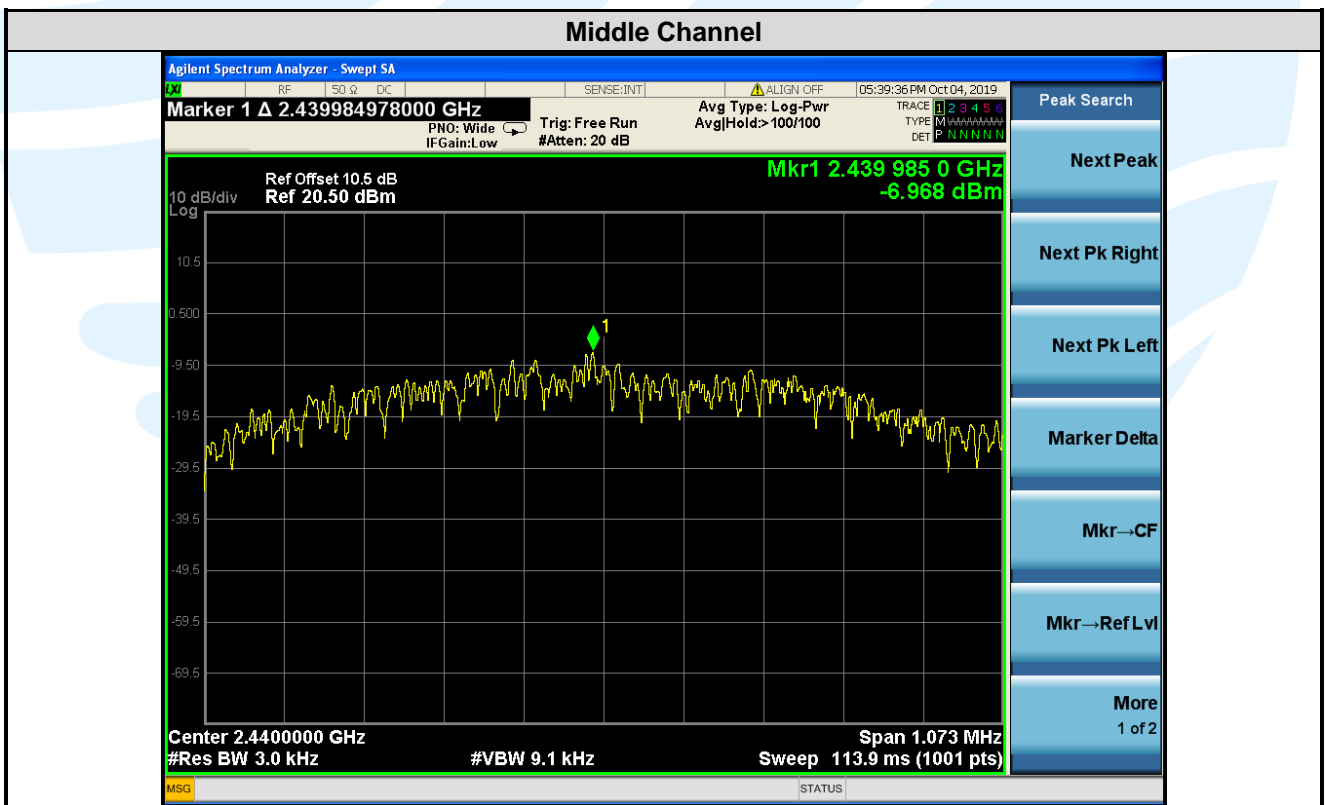 Middle Channel
Agilent Spectrum Analyzer - Swept SA
LXI RF 50 Ω DC SENSE:INT ALIGN OFF 05:39:36 PM Oct 04, 2019
Marker 1 Δ 2.439984978000 GHz
PNO: Wide
IFGain:Low
Trig: Free Run
#Atten: 20 dB
Avg Type: Log-Pwr
Avg|Hold:>100/100
TRACE 1 2 3 4 5 6
TYPE M
DET P N N N N N
Peak Search
Next Peak
Next Pk Right
Next Pk Left
Marker Delta
Mkr→CF
Mkr→Ref Lvl
More
1 of 2
Mkr1 2.439 985 0 GHz
-6.968 dBm
Ref Offset 10.5 dB
10 dB/div Ref 20.50 dBm
Log
10.5
0.500
1
-9.50
-19.5
-29.5
-39.5
-49.5
-59.5
-69.5
Center 2.4400000 GHz Span 1.073 MHz
#Res BW 3.0 kHz #VBW 9.1 kHz Sweep 113.9 ms (1001 pts)
MSG STATUS